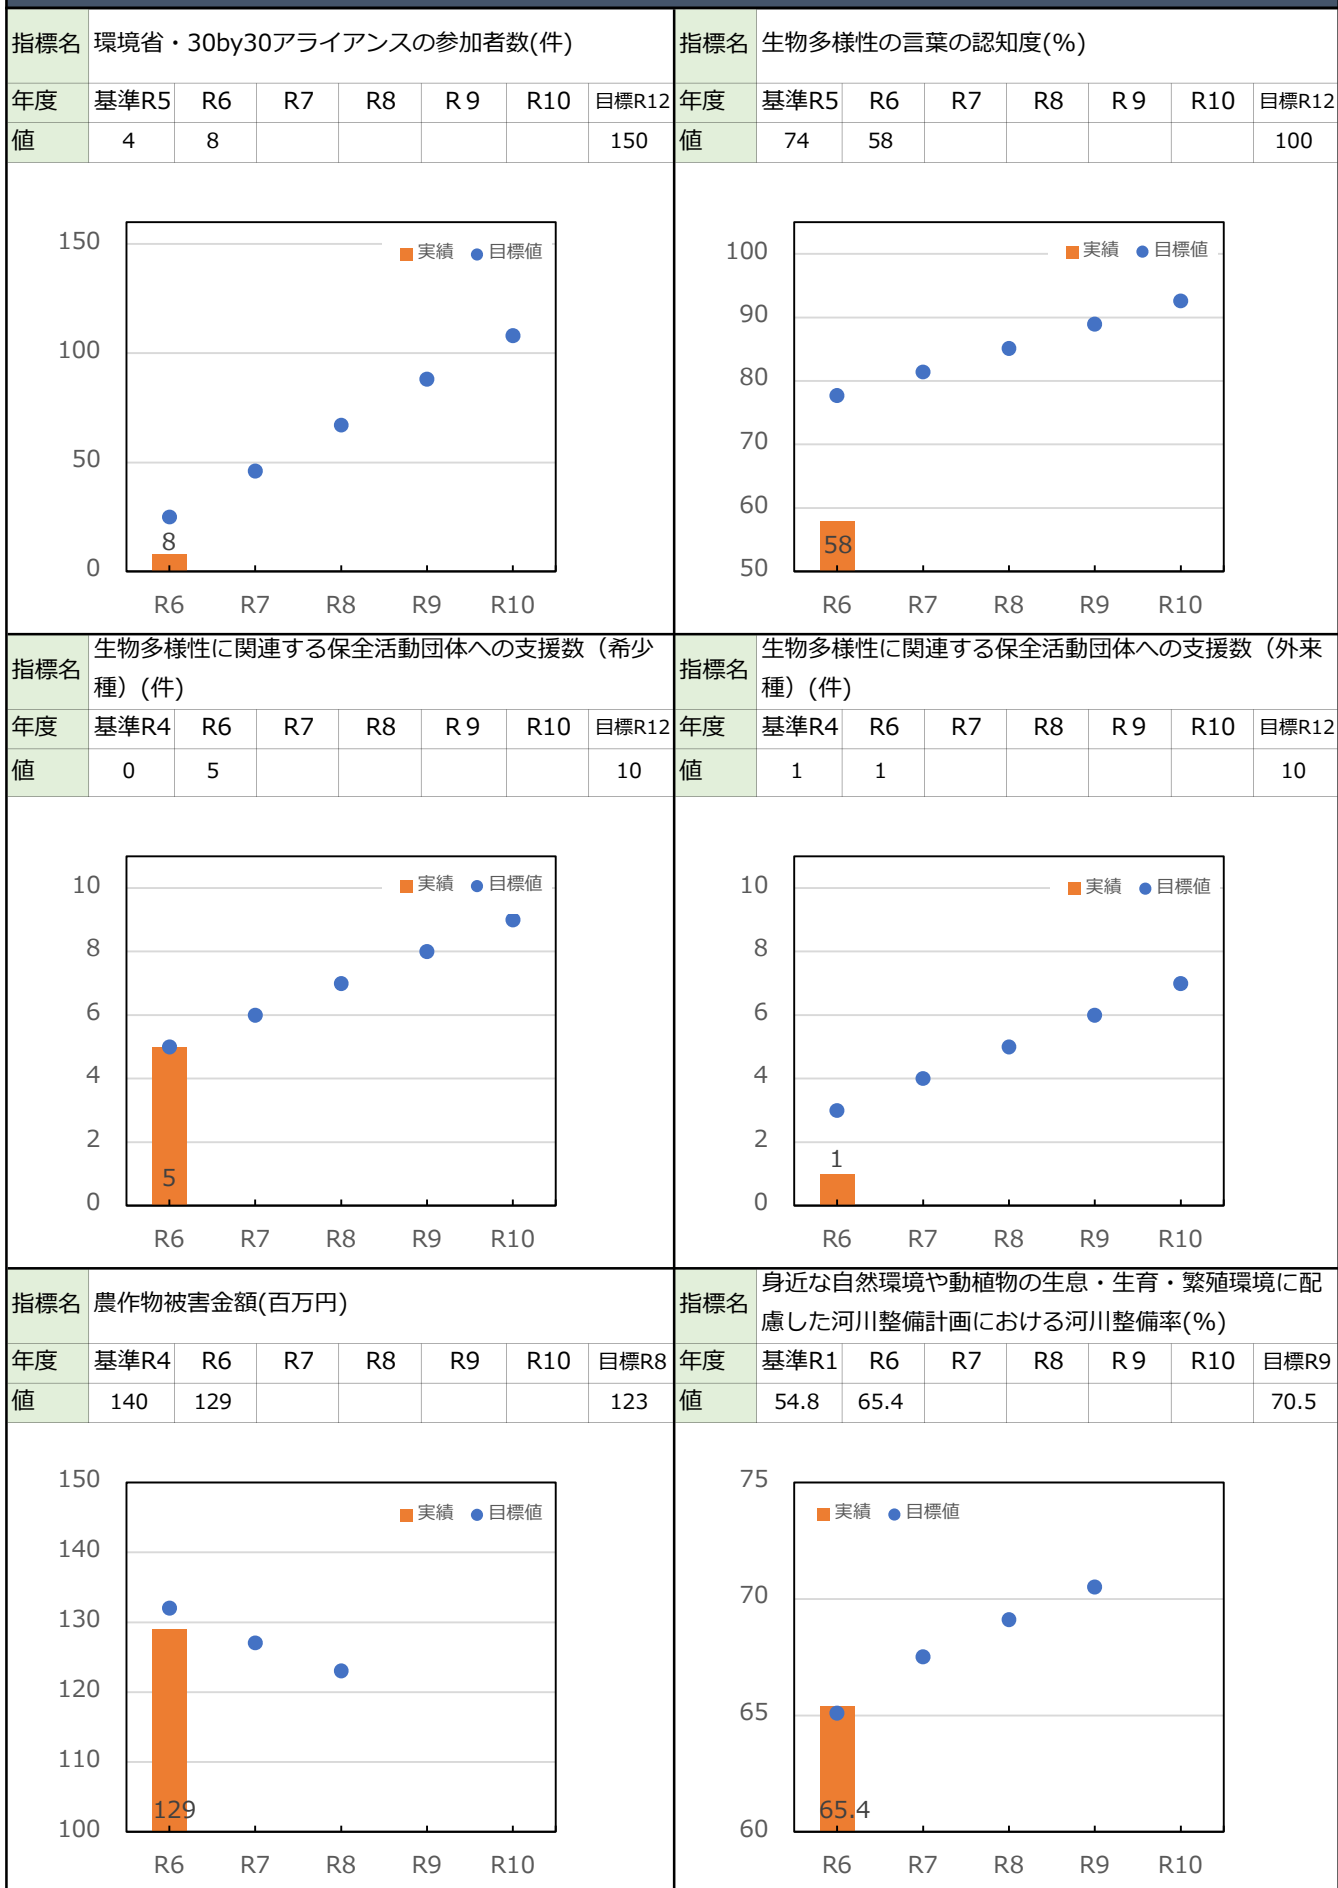 指標名 環境省・30by30アライアンスの参加者数(件)
年度 基準R5 R6 R7 R8 R９ R10 目標R12
値 4 8 150
150
100
50
0
実績 目標値
8
R6 R7 R8 R9 R10
指標名 生物多様性の言葉の認知度(%)
年度 基準R5 R6 R7 R8 R９ R10 目標R12
値 74 58 100
100
90
80
70
60
50
実績 目標値
58
R6 R7 R8 R9 R10
指標名 生物多様性に関連する保全活動団体への支援数（希少
種）(件)
年度 基準R4 R6 R7 R8 R９ R10 目標R12
値 0 5 10
10
8
6
4
2
0
実績 目標値
5
R6 R7 R8 R9 R10
指標名 生物多様性に関連する保全活動団体への支援数（外来
種）(件)
年度 基準R4 R6 R7 R8 R９ R10 目標R12
値 1 1 10
10
8
6
4
2
0
実績 目標値
1
R6 R7 R8 R9 R10
指標名 農作物被害金額(百万円)
年度 基準R4 R6 R7 R8 R9 R10 目標R8
値 140 129 123
150
140
130
120
110
100
実績 目標値
129
R6 R7 R8 R9 R10
指標名 身近な自然環境や動植物の生息・生育・繁殖環境に配
慮した河川整備計画における河川整備率(%)
年度 基準R1 R6 R7 R8 R９ R10 目標R9
値 54.8 65.4 70.5
75
70
65
60
実績 目標値
65.4
R6 R7 R8 R9 R10